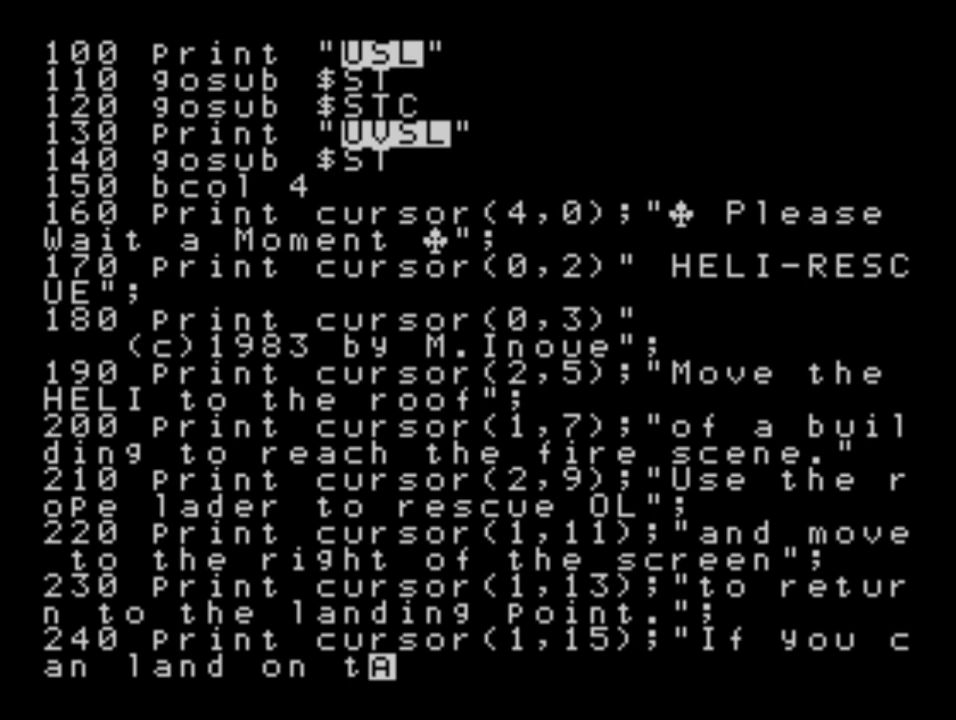 100 Print "USL"
110 gosub $ST
120 gosub $STC
130 Print "UVSL"
140 gosub $ST
150 bcol 4
160 Print cursor(4,0);"♣ Please
Wait a Moment ♣";
170 Print cursor(0,2)" HELI-RESC
UE";
180 Print cursor(0,3)"
(c)1983 by M.Inoue";
190 Print cursor(2,5);"Move the
HELI to the roof";
200 Print cursor(1,7);"of a buil
ding to reach the fire scene."
210 Print cursor(2,9);"Use the r
ope lader to rescue OL";
220 Print cursor(1,11);"and move
to the right of the screen";
230 Print cursor(1,13);"to retur
n to the landing Point.";
240 Print cursor(1,15);"If you c
an land on tA